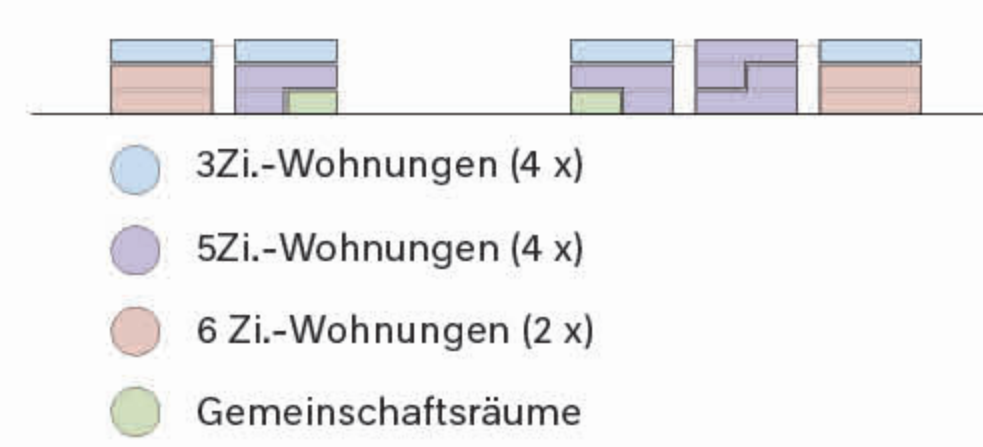 3Zi.-Wohnungen (4 x)
5Zi.-Wohnungen (4 x)
6 Zi.-Wohnungen (2 x)
Gemeinschaftsräume